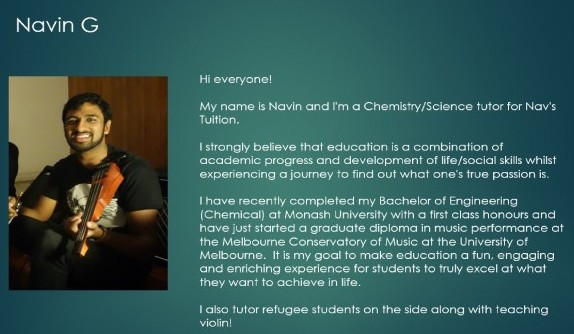 Navin G
Hi everyone!
My name is Navin and I'm a Chemistry/Science tutor for Nav's
Tuition.
I strongly believe that education is a combination of
academic progress and development of life/social skills whilst
experiencing a journey to find out what one's true passion is.
I have recently completed my Bachelor of Engineering
(Chemical) at Monash University with a first class honours and
have just started a graduate diploma in music performance at
the Melbourne Conservatory of Music at the University of
Melbourne.  It is my goal to make education a fun, engaging
and enriching experience for students to truly excel at what
they want to achieve in life.
I also tutor refugee students on the side along with teaching
violin!